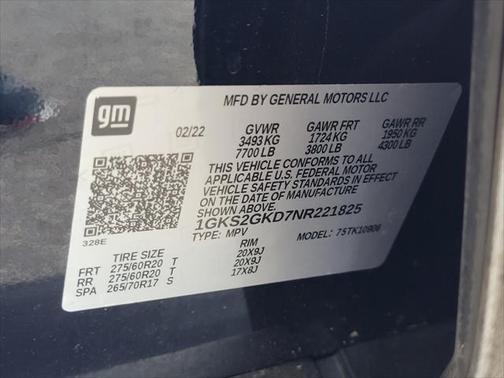 gm
MFD BY GENERAL MOTORS LLC
02/22 GVWR GAWR FRT GAWR RR
3493 KG 1724 KG 1950 KG
7700 LB 3800 LB 4300 LB
THIS VEHICLE CONFORMS TO ALL
APPLICABLE U.S. FEDERAL MOTOR
VEHICLE SAFETY STANDARDS IN EFFECT
ON THE DATE OF MANUFACTURE
SHOWN ABOVE.
1GKS2GKD7NR221825
TYPE: MPV MODEL: 75TK10906
328E
TIRE SIZE RIM
FRT 275/60R20 T 20X9J
RR 275/60R20 T 20X9J
SPA 265/70R17 S 17X8J